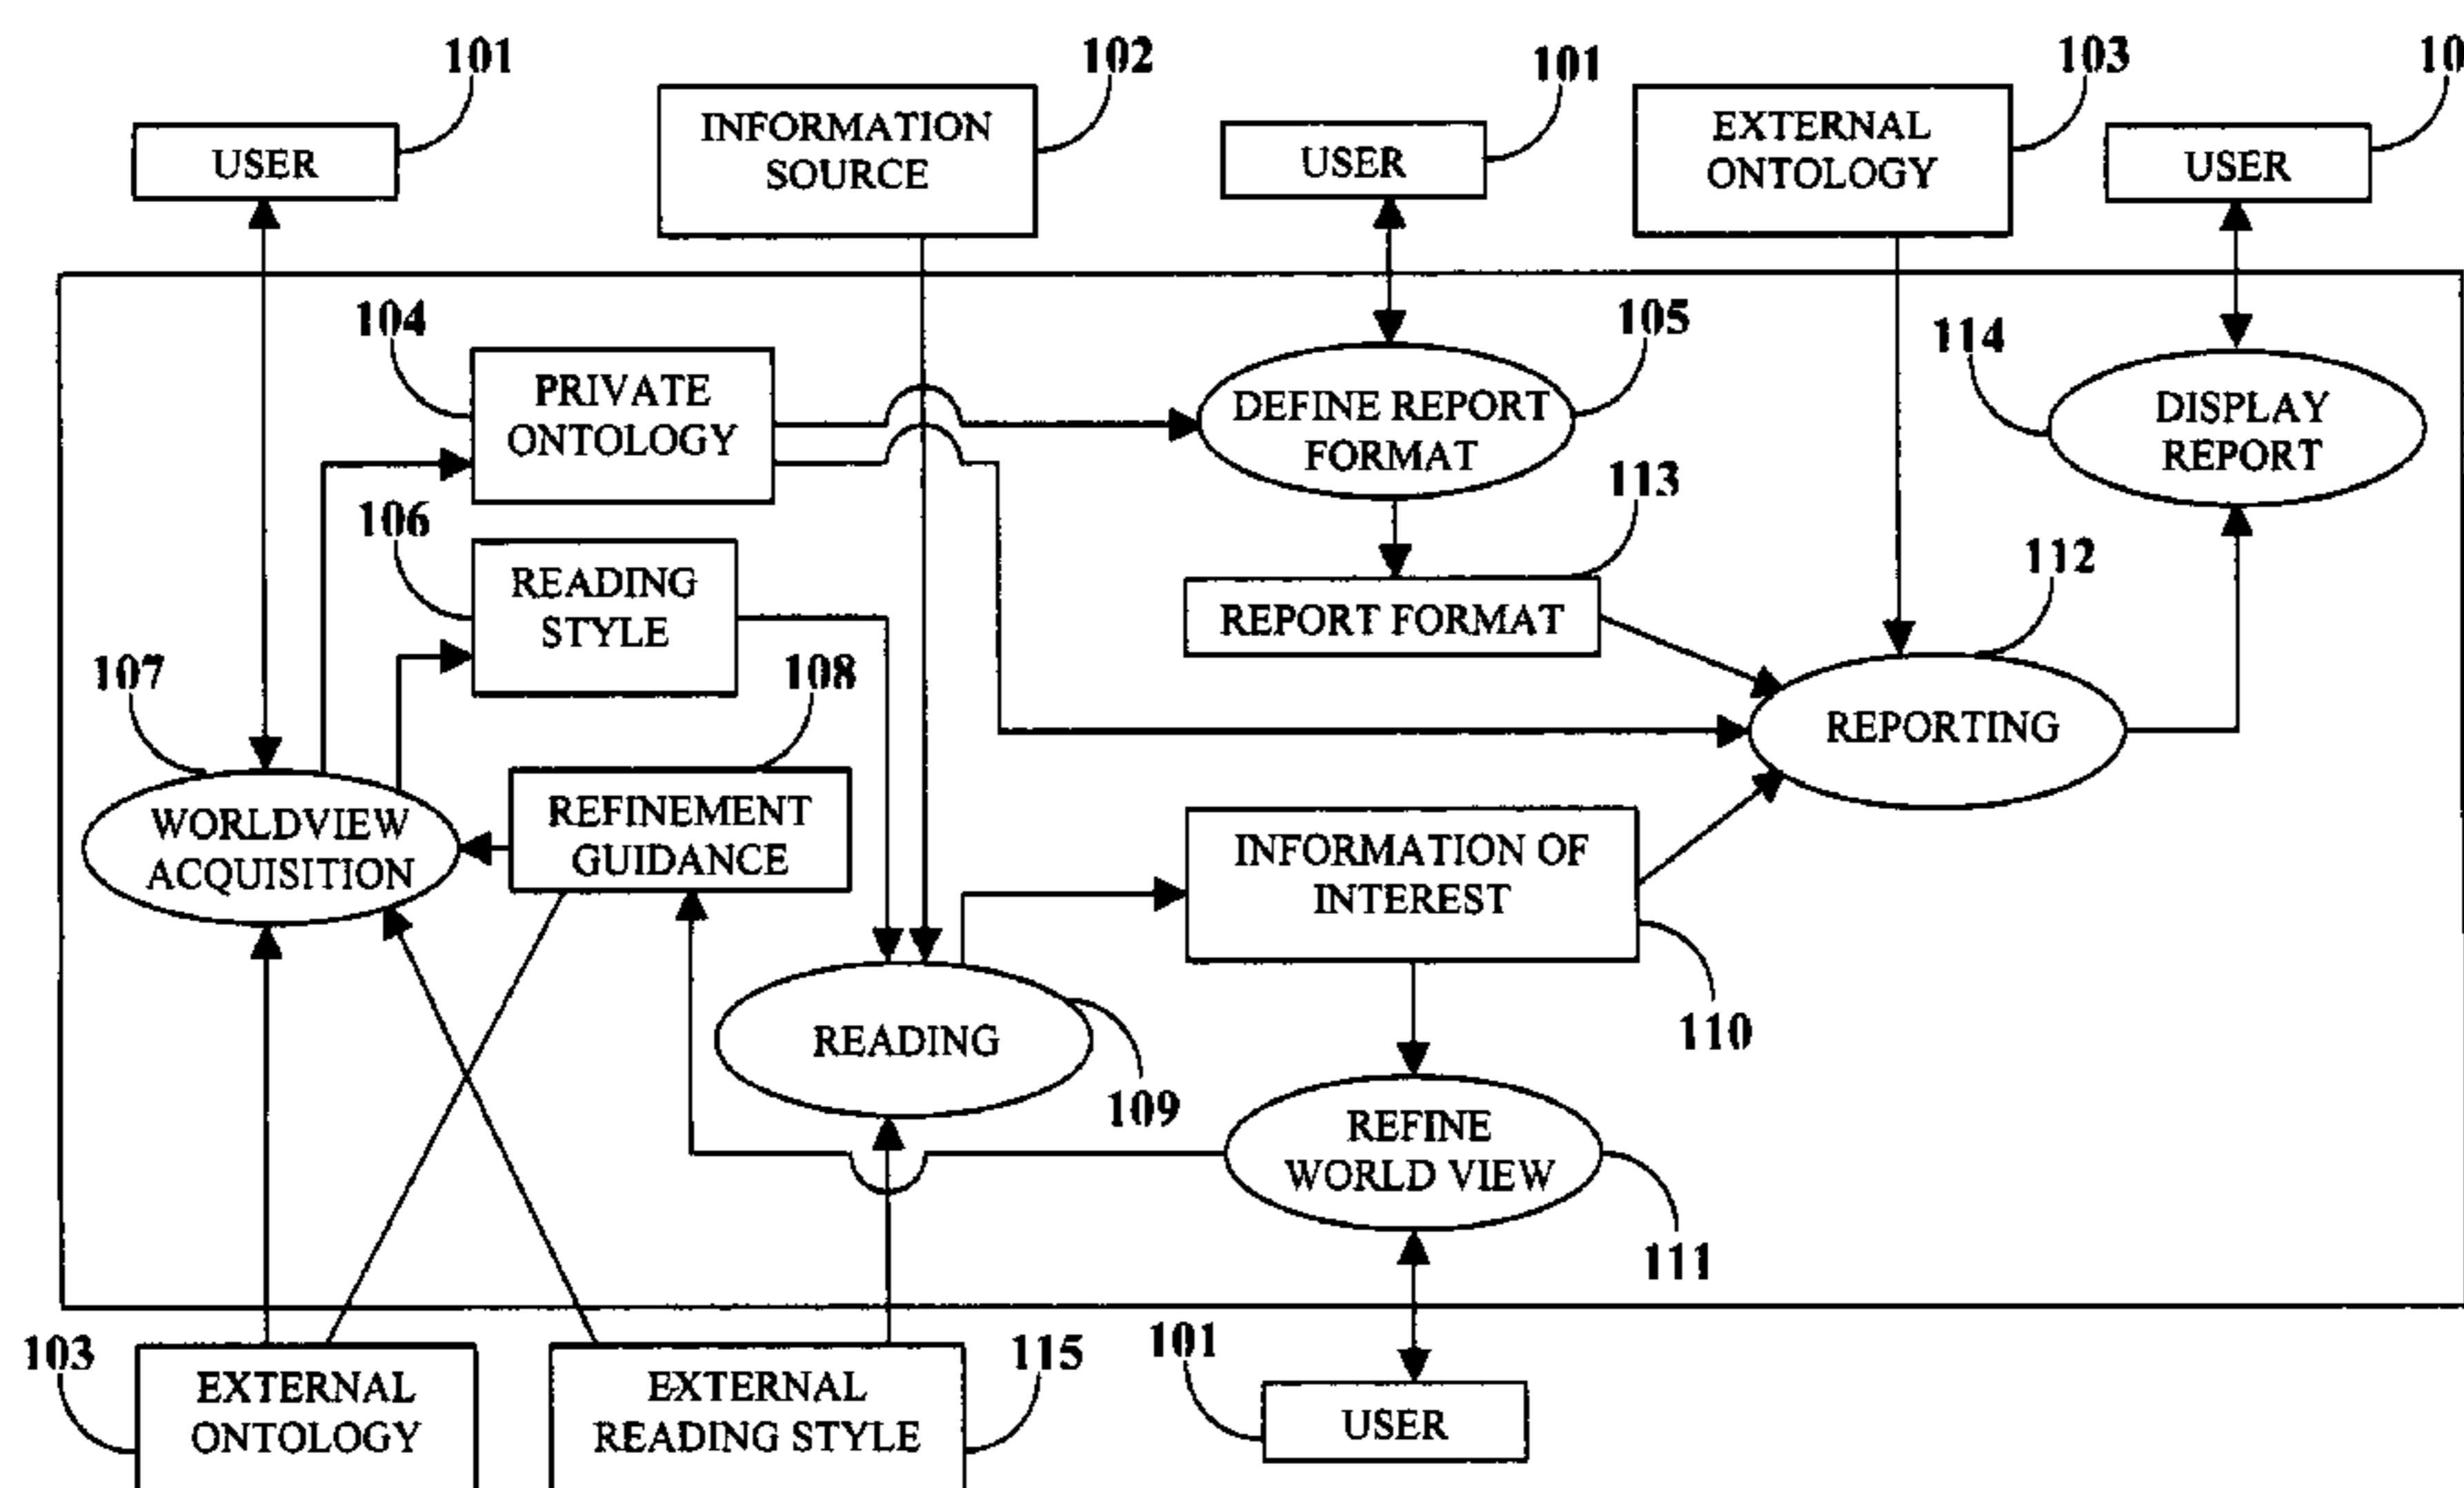 101
102
101
103
10
USER
INFORMATION
SOURCE
USER
EXTERNAL
ONTOLOGY
USER
104
PRIVATE
ONTOLOGY
105
DEFINE REPORT
FORMAT
114
DISPLAY
REPORT
106
READING
STYLE
113
REPORT FORMAT
112
REPORTING
107
WORLDVIEW
ACQUISITION
108
REFINEMENT
GUIDANCE
INFORMATION OF
INTEREST
110
READING
109
REFINE
WORLD VIEW
111
103
EXTERNAL
ONTOLOGY
EXTERNAL
READING STYLE
115
101
USER